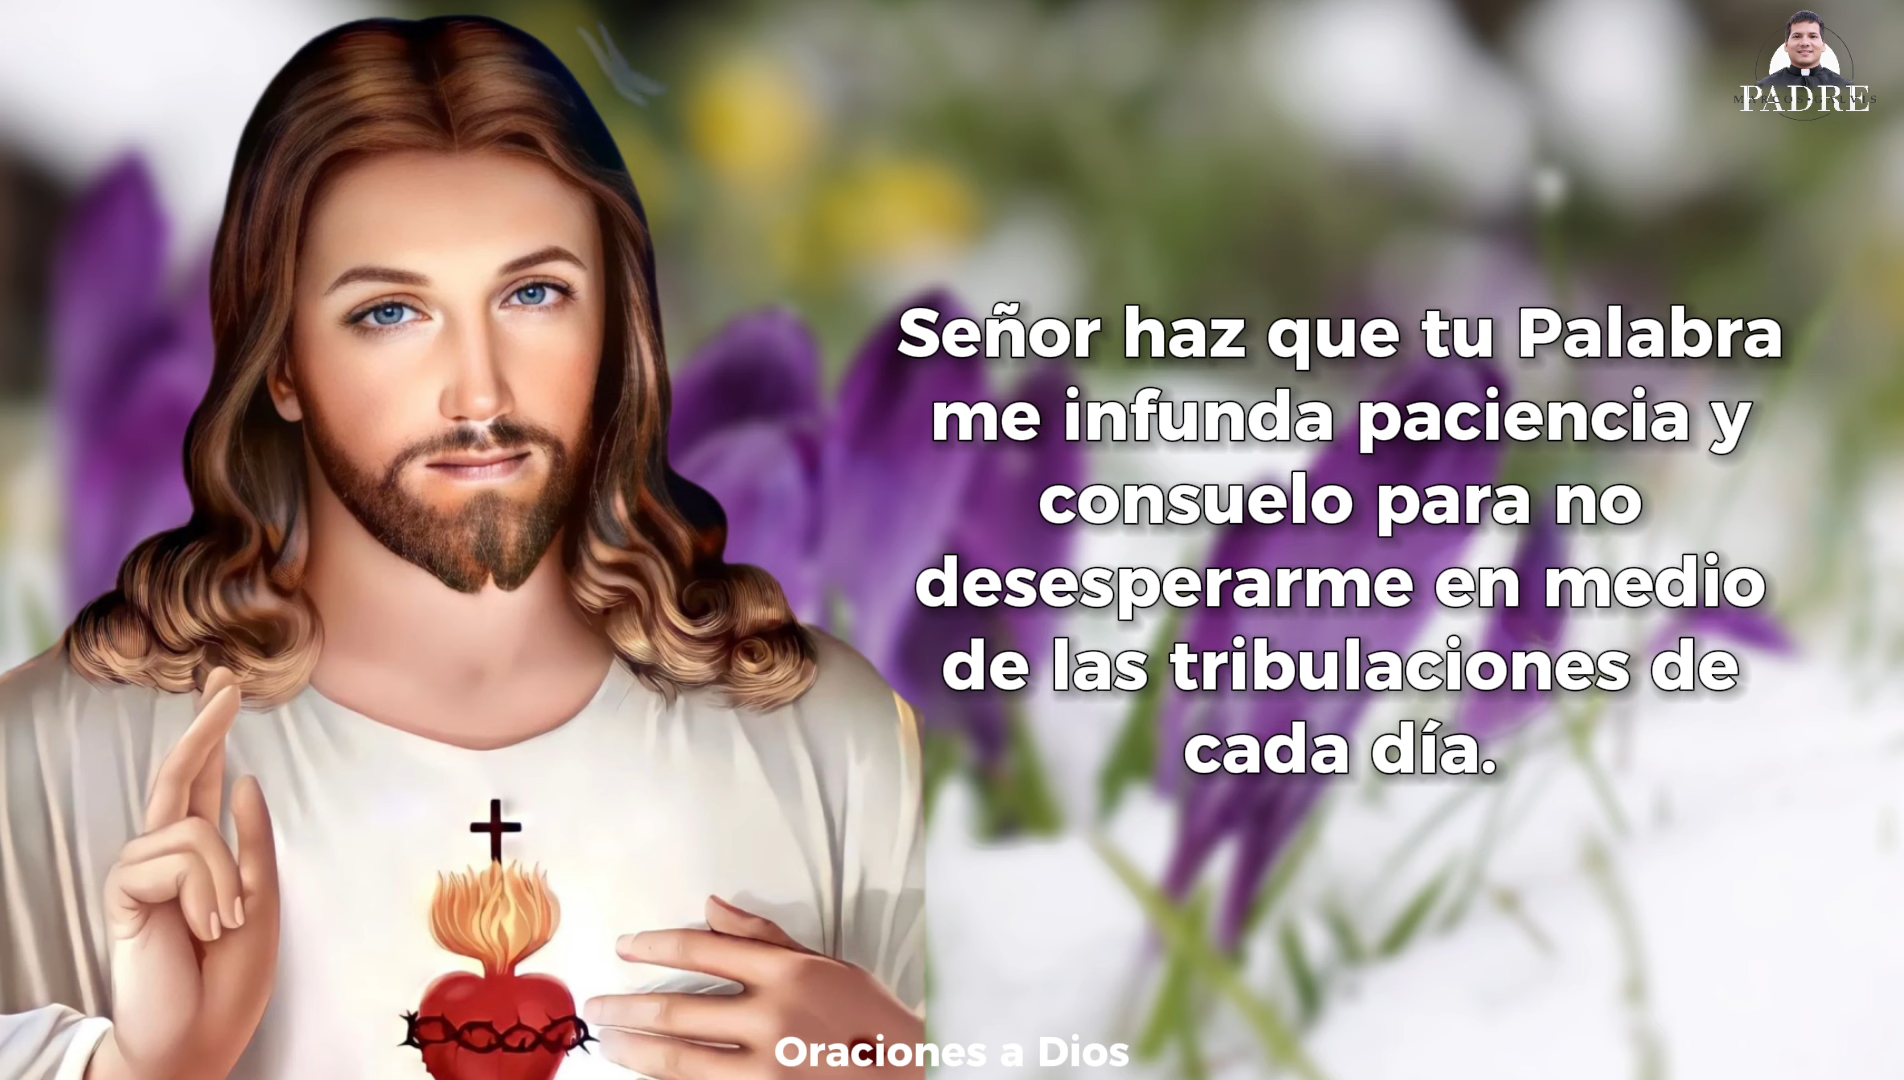 PADRE
Señor haz que tu Palabra
me infunda paciencia y
consuelo para no
desesperarme en medio
de las tribulaciones de
cada día.
Oraciones a Dios